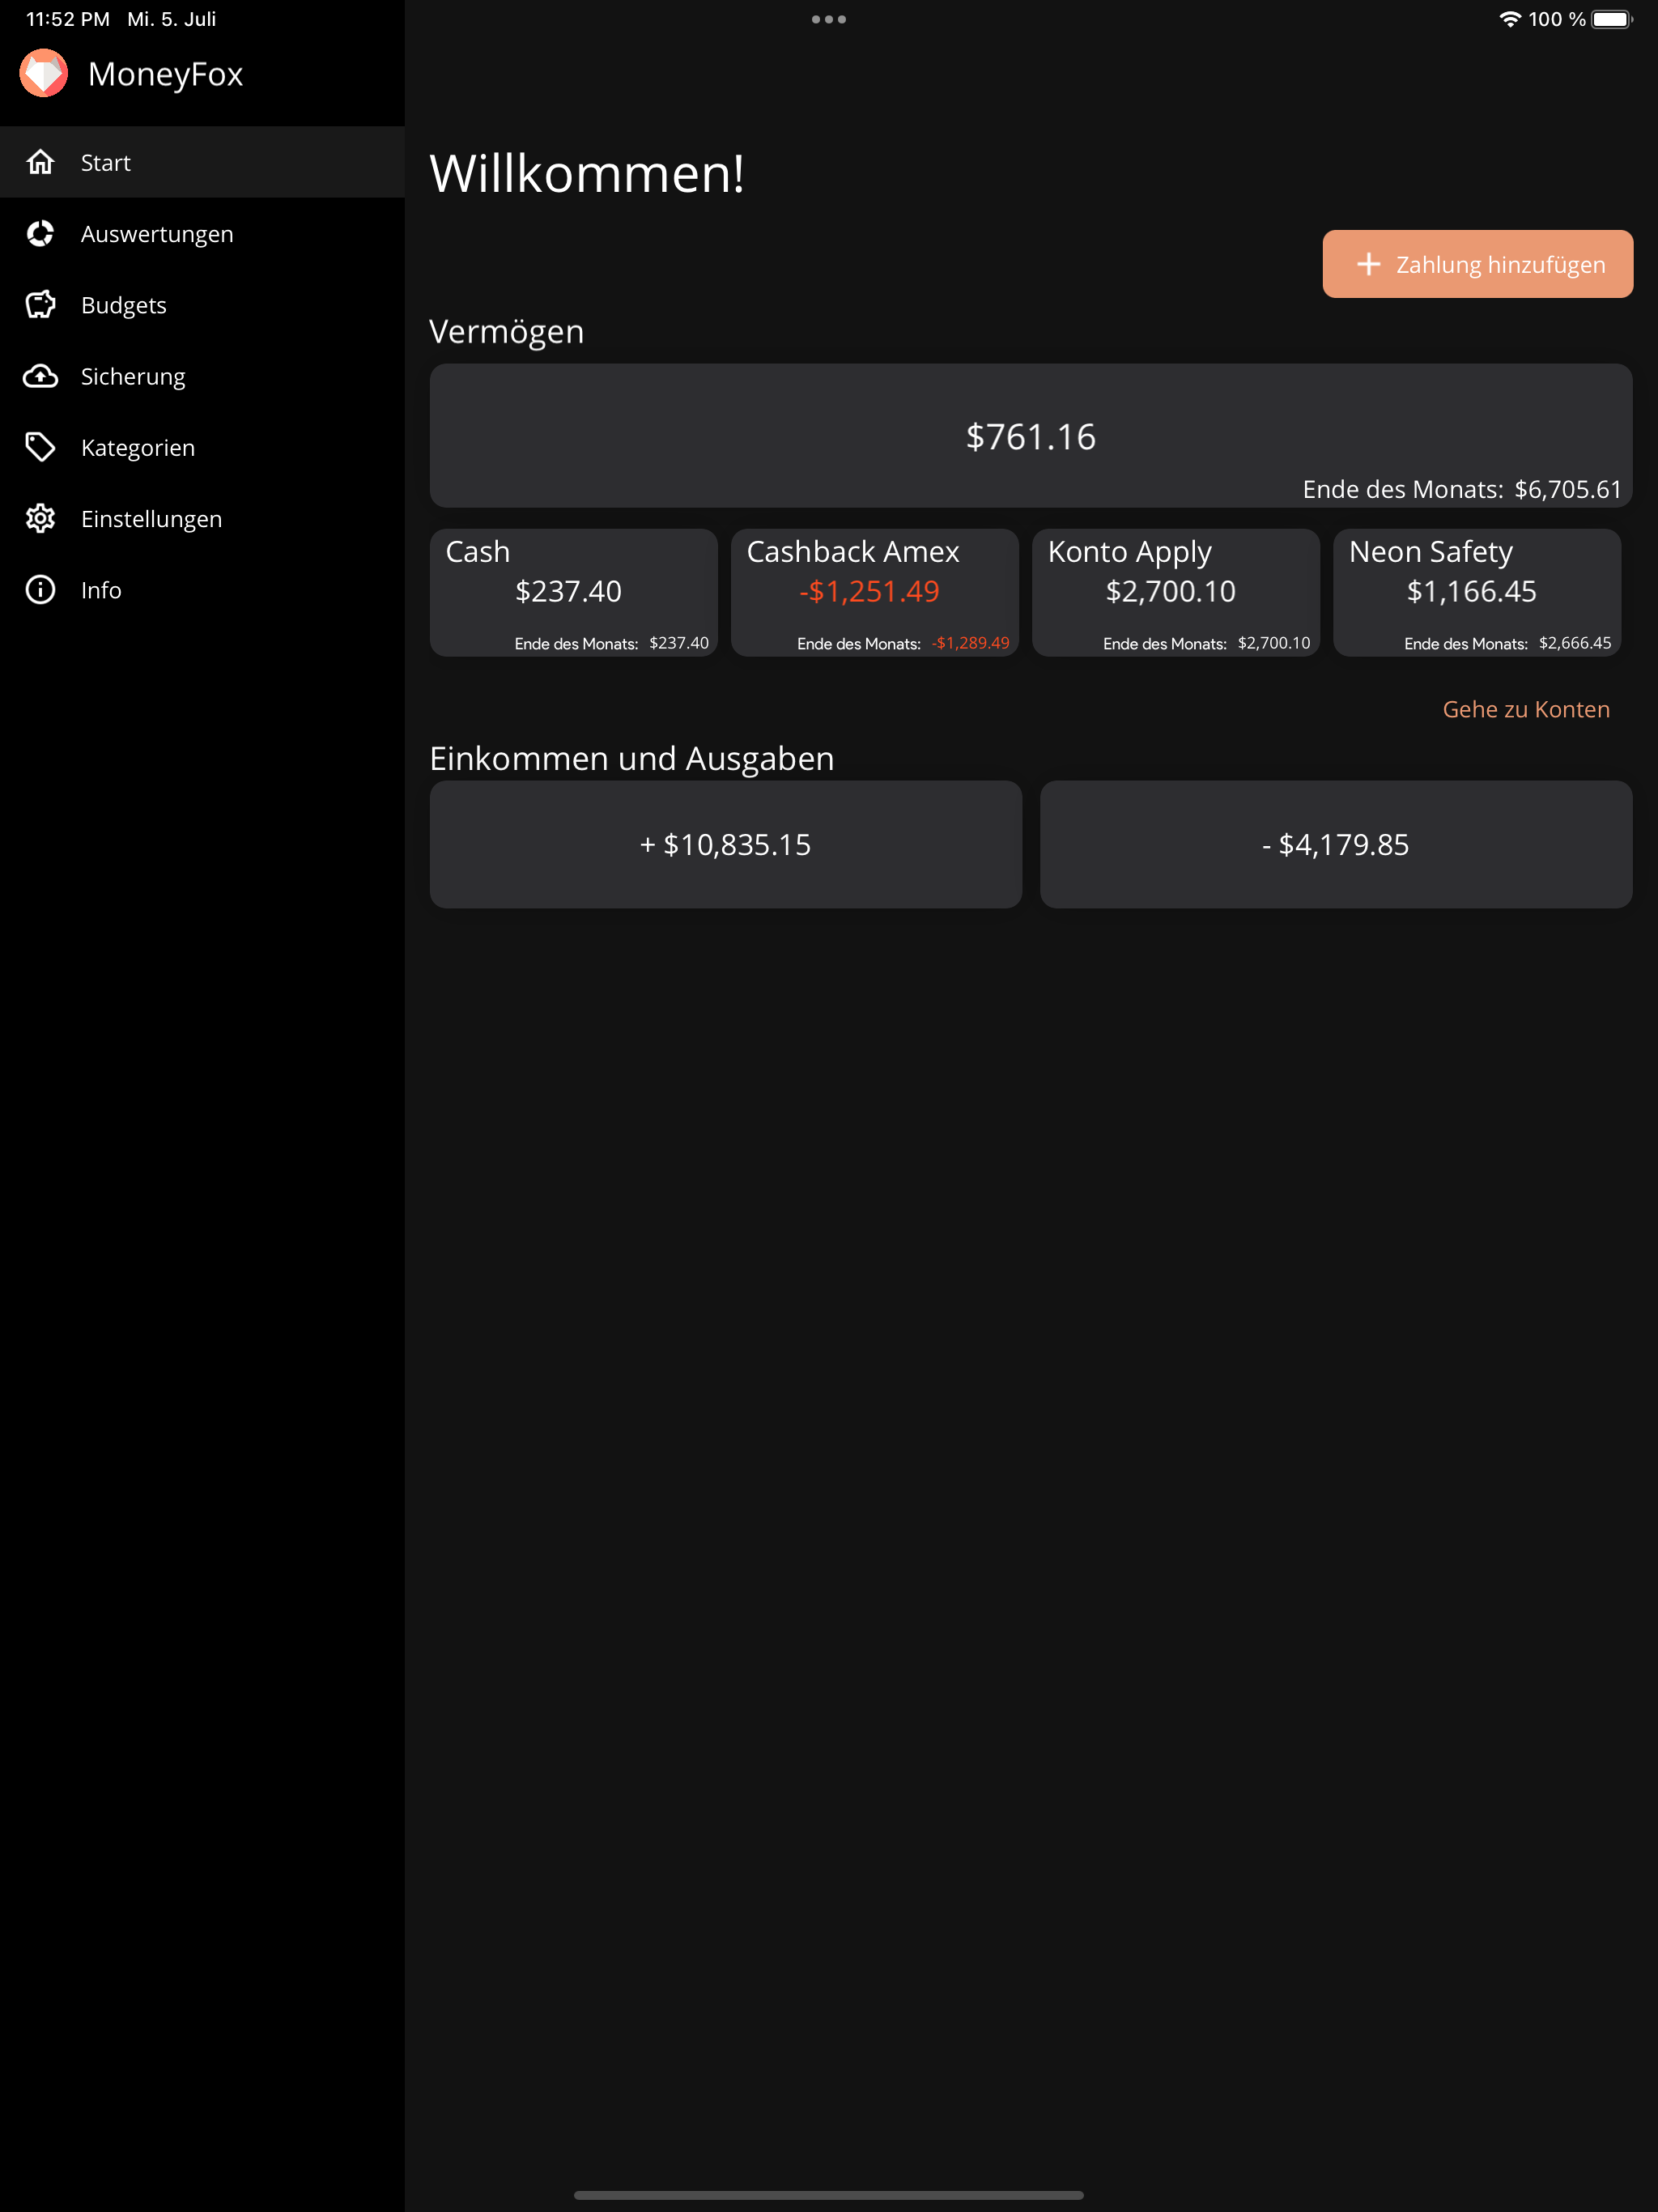 11:52 PM Mi. 5. Juli
100 %
MoneyFox
Start
Auswertungen
Budgets
Sicherung
Kategorien
Einstellungen
Info
Willkommen!
Zahlung hinzufügen
Vermögen
$761.16
Ende des Monats: $6,705.61
Cash
$237.40
Ende des Monats: $237.40
Cashback Amex
-$1,251.49
Ende des Monats: -$1,289.49
Konto Apply
$2,700.10
Ende des Monats: $2,700.10
Neon Safety
$1,166.45
Ende des Monats: $2,666.45
Gehe zu Konten
Einkommen und Ausgaben
+ $10,835.15
- $4,179.85